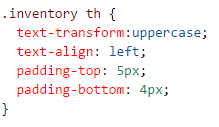 .inventory th {
  text-transform:uppercase;
  text-align: left;
  padding-top: 5px;
  padding-bottom: 4px;
}